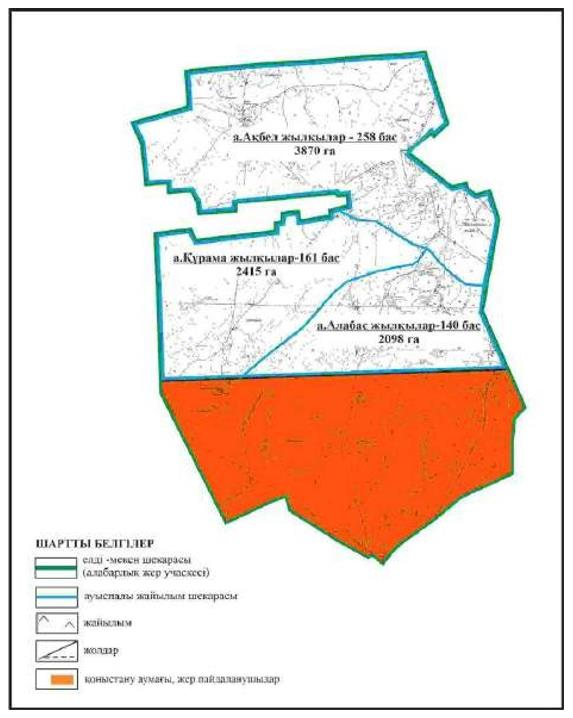 а.Ақбел жылқылар - 258 бас
3870 га
а.Құрама жылқылар-161 бас
2415 га
а.Алабас жылқылар-140 бас
2098 га
ШАРТТЫ БЕЛГІЛЕР
елді -мекен шекарасы
(алабарлық жер учаскесі)
ауыспалы жайылым шекарасы
жайылым
жолдар
қоныстану аумағы, жер пайдаланушылар